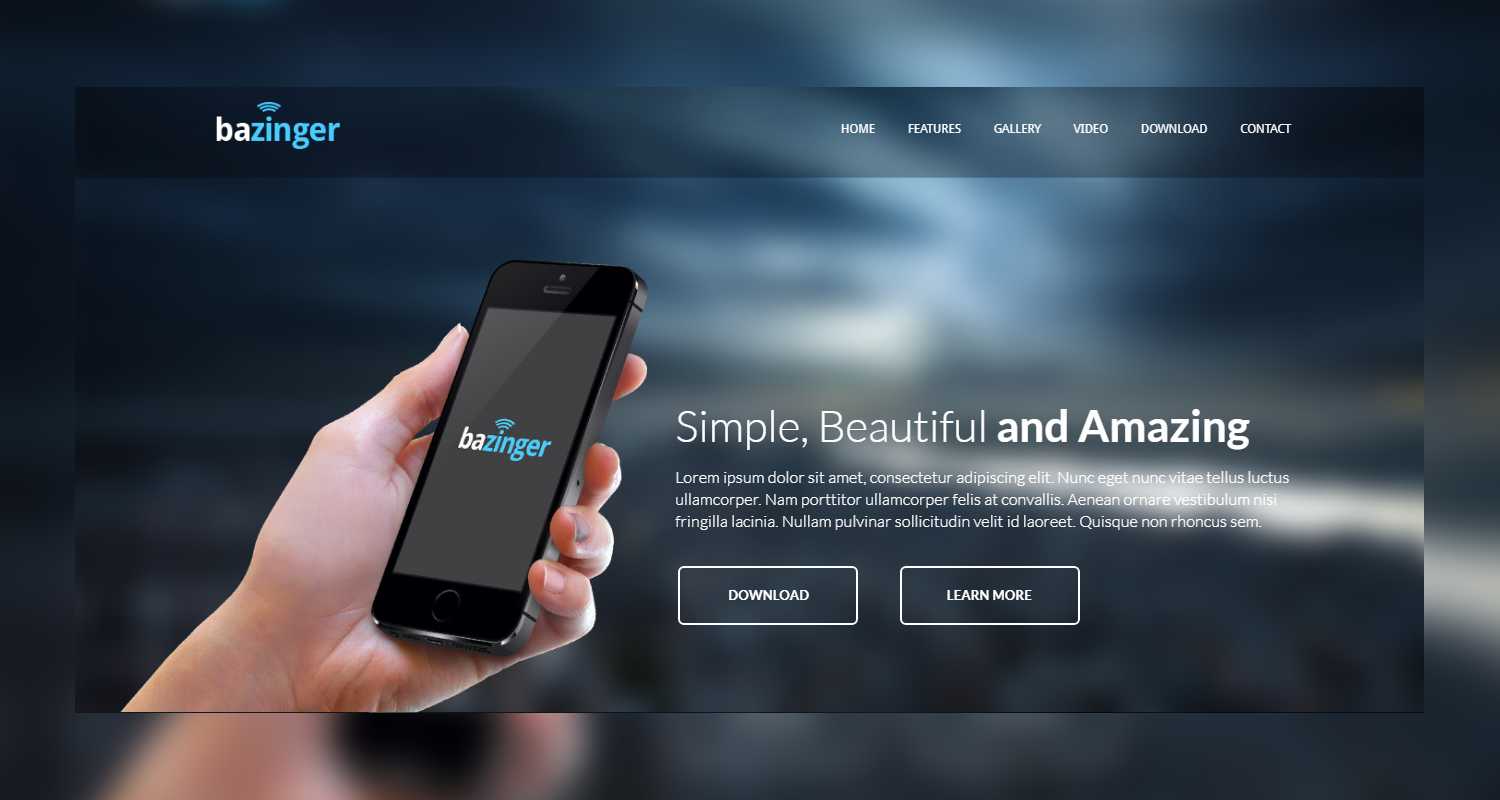 bazinger
HOME FEATURES GALLERY VIDEO DOWNLOAD CONTACT
bazinger
Simple, Beautiful and Amazing
Lorem ipsum dolor sit amet, consectetur adipiscing elit. Nunc eget nunc vitae tellus luctus
ullamcorper. Nam porttitor ullamcorper felis at convallis. Aenean ornare vestibulum nisi
fringilla lacinia. Nullam pulvinar sollicitudin velit id laoreet. Quisque non rhoncus sem.
DOWNLOAD LEARN MORE